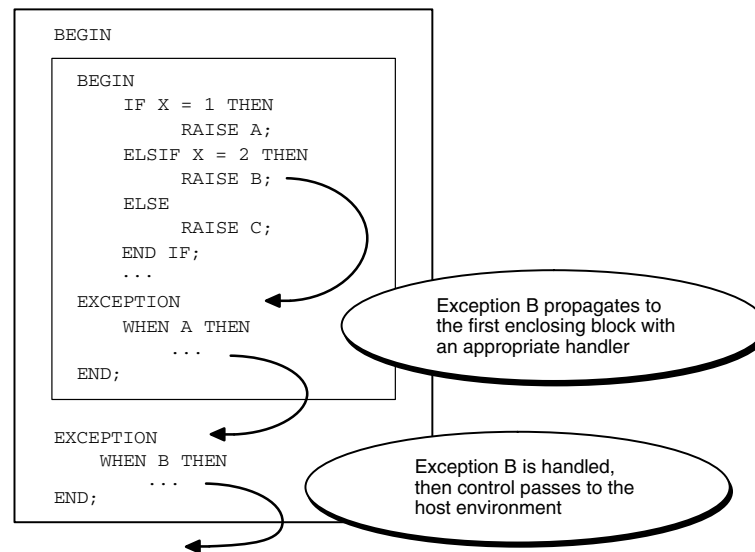 BEGIN
BEGIN
IF X = 1 THEN
RAISE A;
ELSIF X = 2 THEN
RAISE B;
ELSE
RAISE C;
END IF;
...
EXCEPTION
WHEN A THEN
...
END;
Exception B propagates to
the first enclosing block with
an appropriate handler
EXCEPTION
WHEN B THEN
...
END;
Exception B is handled,
then control passes to the
host environment